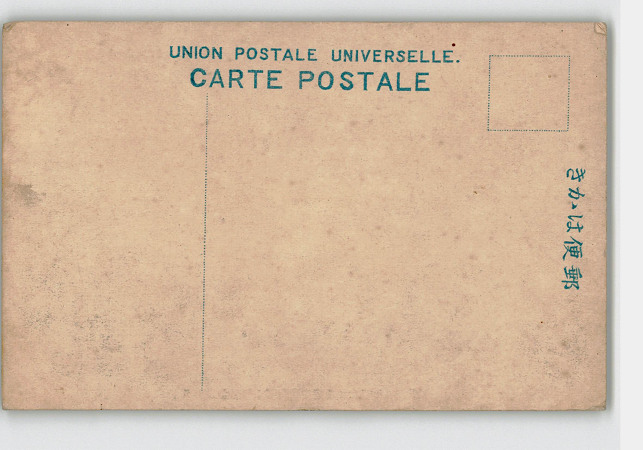 UNION POSTALE UNIVERSELLE.
CARTE POSTALE
きかは便郵